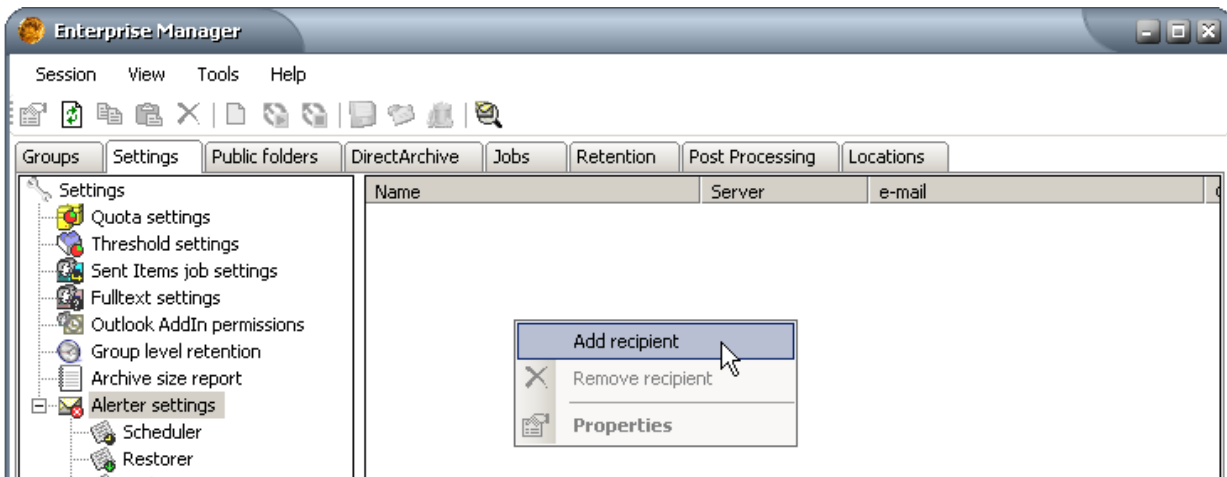 Enterprise Manager
Session View Tools Help
Groups Settings Public folders DirectArchive Jobs Retention Post Processing Locations
Settings
Quota settings
Threshold settings
Sent Items job settings
Fulltext settings
Outlook AddIn permissions
Group level retention
Archive size report
Alerter settings
Scheduler
Restorer
Name Server e-mail
Add recipient
Remove recipient
Properties